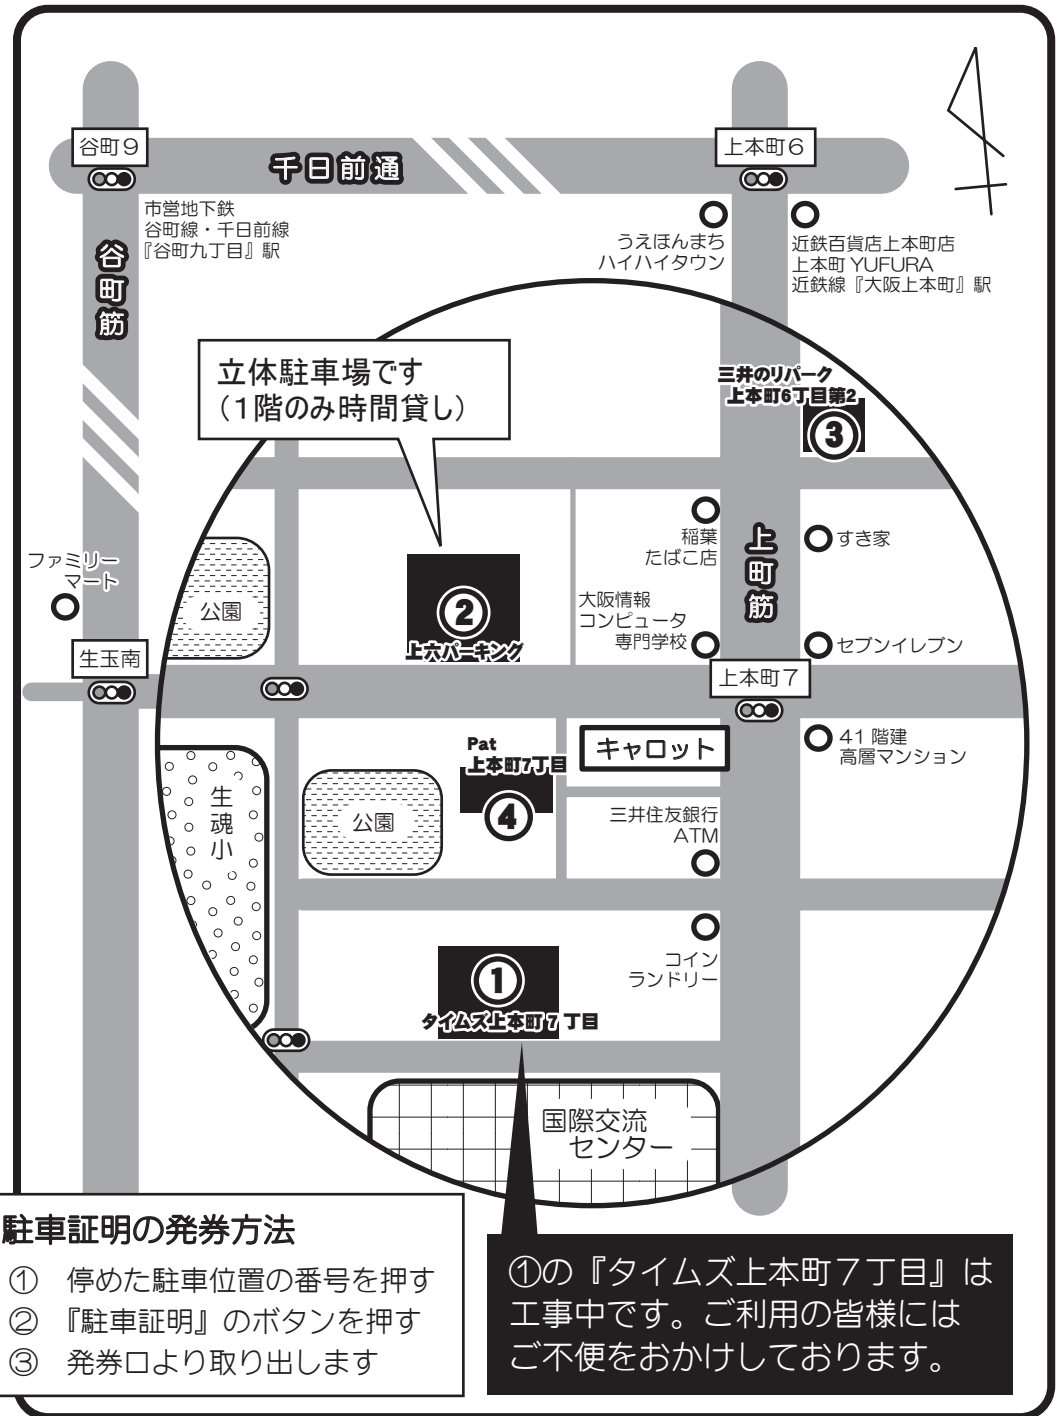 谷町9
千日前通
上本町6
市営地下鉄
谷町線・千日前線
『谷町九丁目』駅
谷町筋
うえほんまち
ハイハイタウン
近鉄百貨店上本町店
上本町 YUFURA
近鉄線『大阪上本町』駅
立体駐車場です
(1階のみ時間貸し)
三井のリパーク
上本町6丁目第2
③
稲葉
たばこ店
上町筋
すき家
ファミリー
マート
公園
②
上六パーキング
大阪情報
コンピュータ
専門学校
セブンイレブン
生玉南
上本町7
Pat
上本町7丁目
④
キャロット
41 階建
高層マンション
生魂小
公園
三井住友銀行
ATM
コイン
ランドリー
①
タイムズ上本町7丁目
国際交流
センター
駐車証明の発券方法
① 停めた駐車位置の番号を押す
② 『駐車証明』のボタンを押す
③ 発券口より取り出します
①の『タイムズ上本町7丁目』は
工事中です。ご利用の皆様には
ご不便をおかけしております。